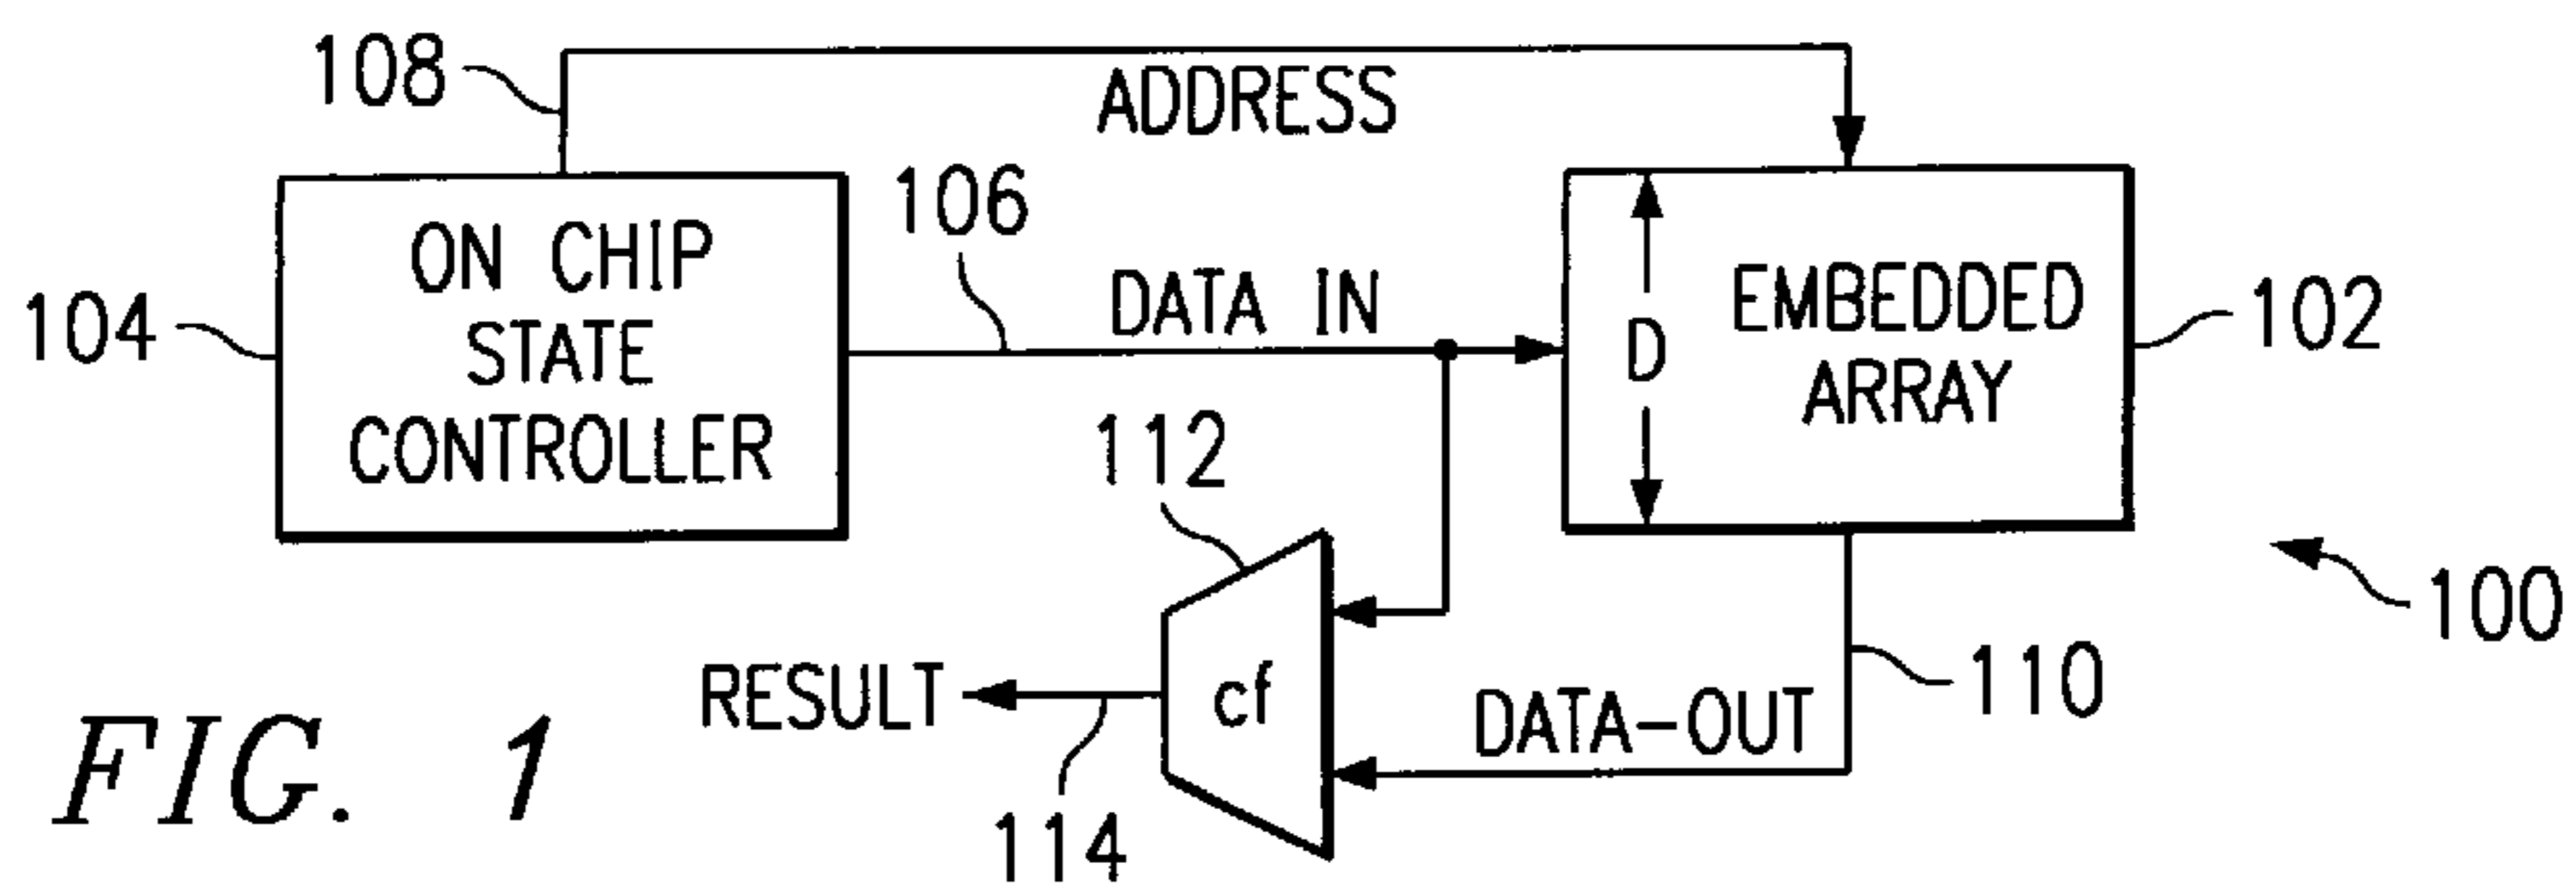 108
ADDRESS
ON CHIP
STATE
CONTROLLER
104
106
DATA IN
D
EMBEDDED
ARRAY
102
112
cf
RESULT
114
DATA-OUT
110
100
FIG. 1